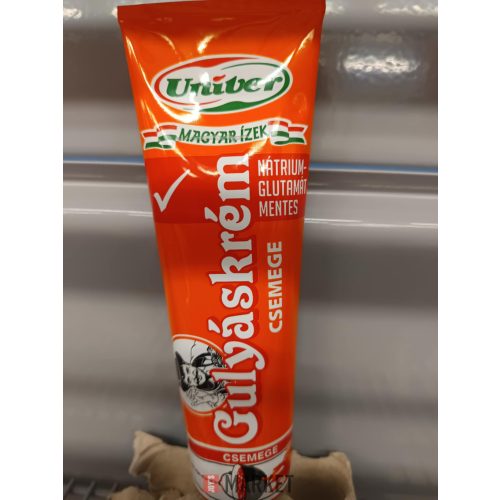 Univer
MAGYAR ÍZEK
NÁTRIUM-
GLUTAMÁT
MENTES
Gulyáskrém
CSEMEGE
CSEMEGE
MARKET